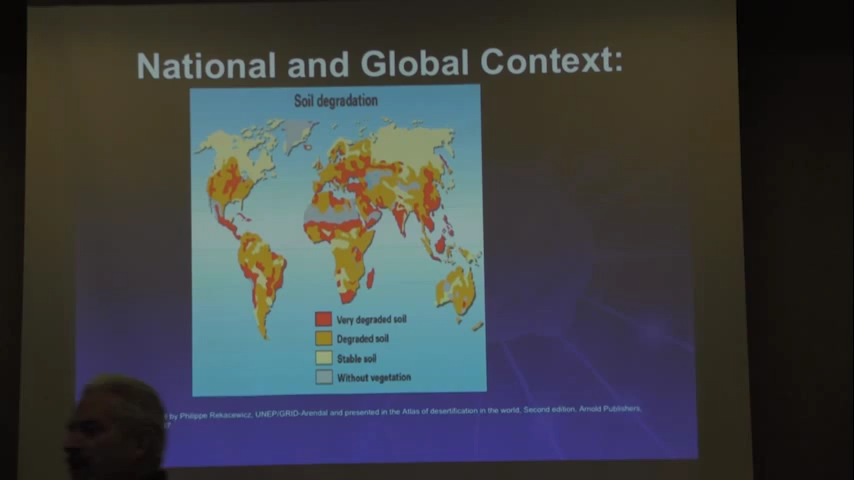 National and Global Context:
Soil degradation
Very degraded soil
Degraded soil
Stable soil
Without vegetation
by Philippe Rekacewicz, UNEP/GRID-Arendal and presented in the Atlas of desertification in the world, Second edition, Arnold Publishers,